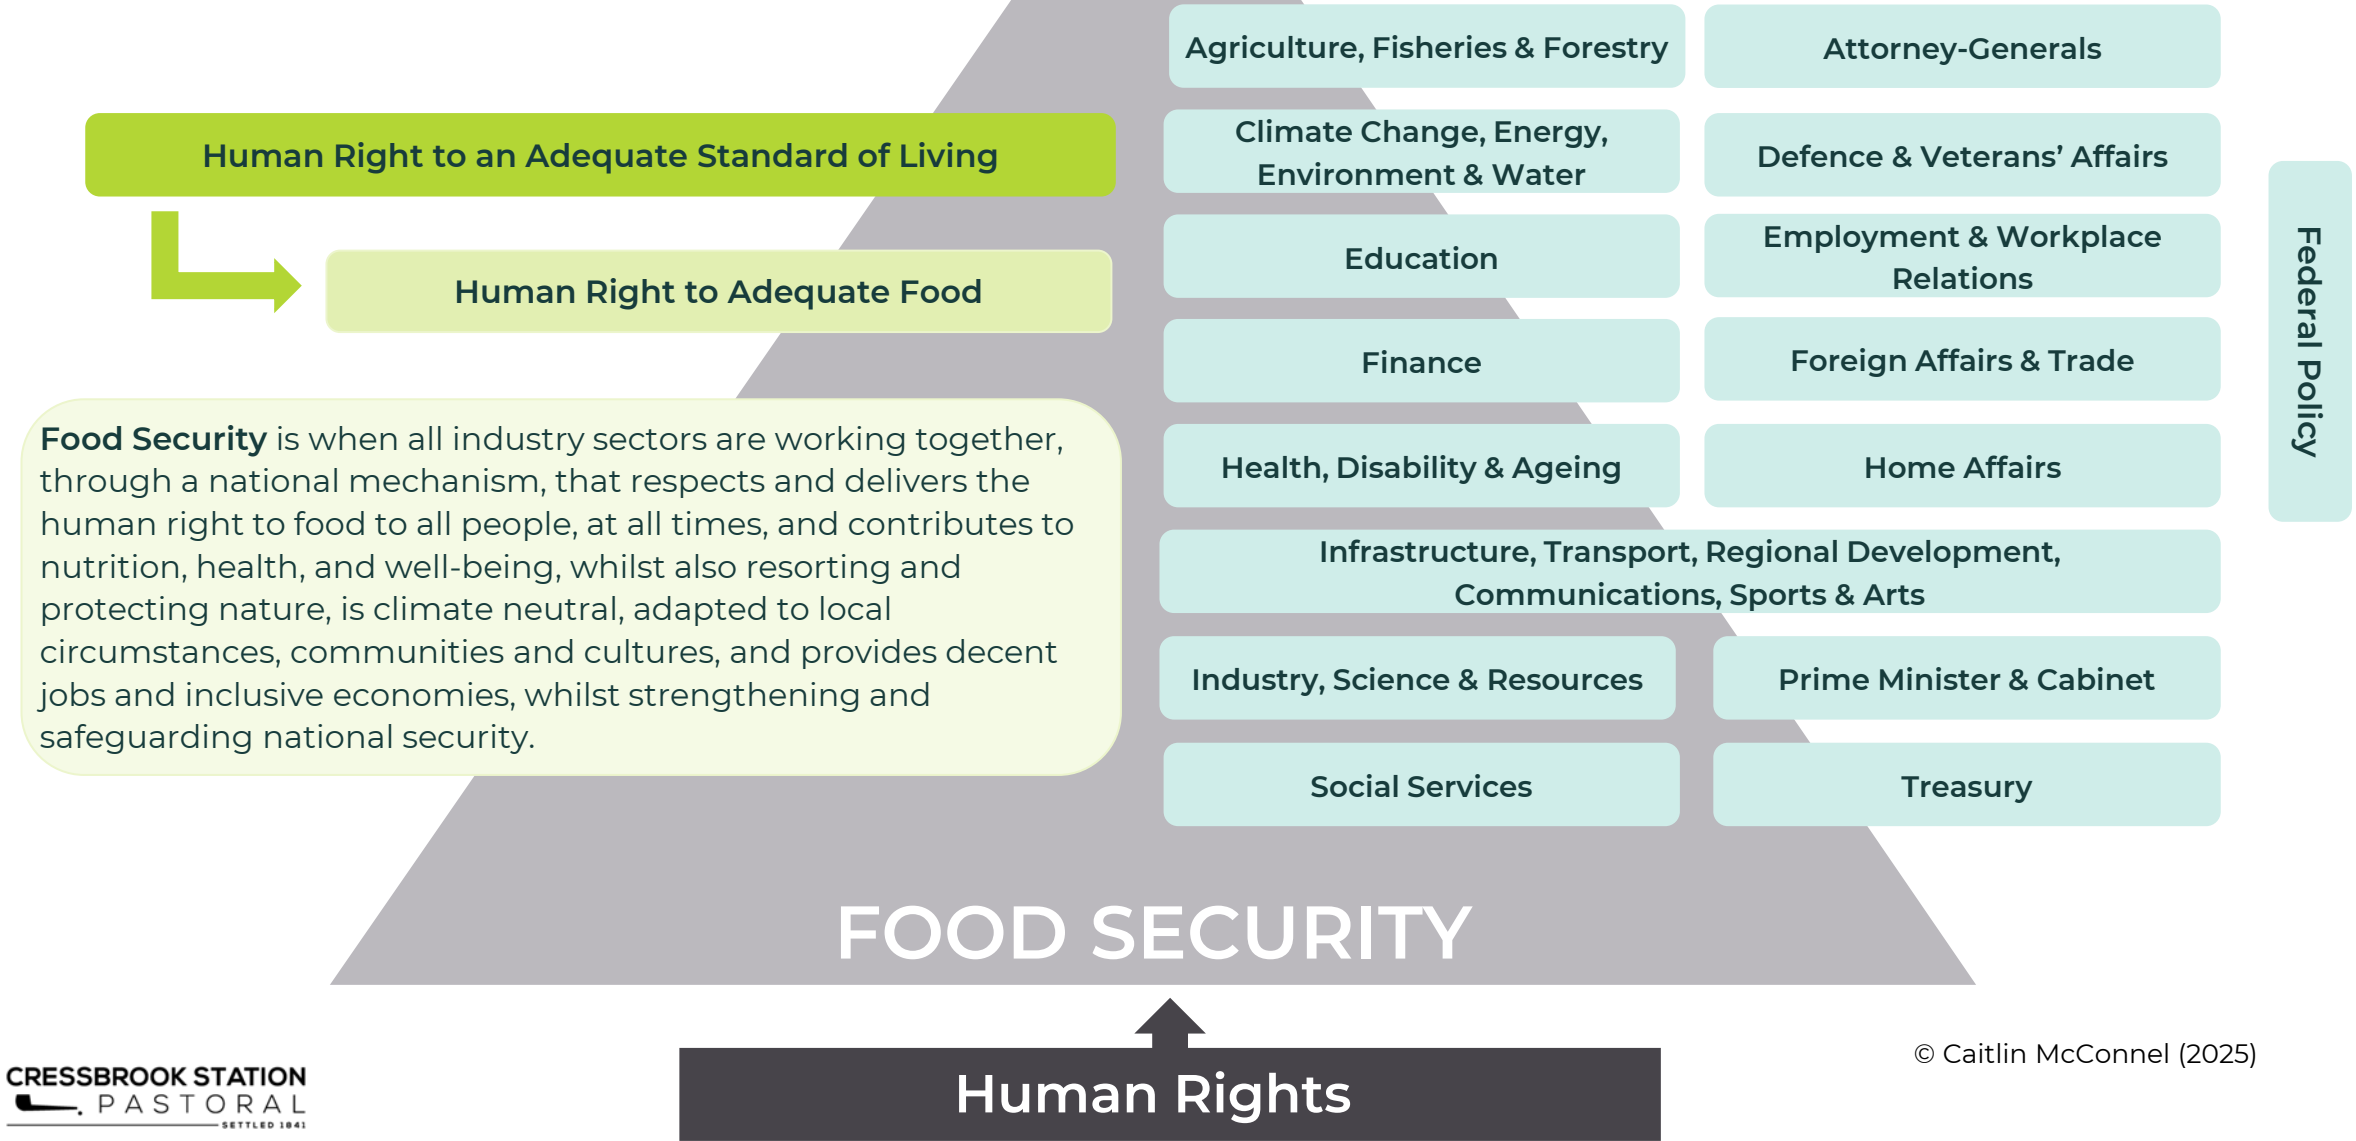 Agriculture, Fisheries & Forestry
Attorney-Generals
Human Right to an Adequate Standard of Living
Climate Change, Energy,
Environment & Water
Defence & Veterans’ Affairs
Human Right to Adequate Food
Education
Employment & Workplace
Relations
Finance
Foreign Affairs & Trade
Federal Policy
Food Security is when all industry sectors are working together,
through a national mechanism, that respects and delivers the
human right to food to all people, at all times, and contributes to
nutrition, health, and well-being, whilst also resorting and
protecting nature, is climate neutral, adapted to local
circumstances, communities and cultures, and provides decent
jobs and inclusive economies, whilst strengthening and
safeguarding national security.
Health, Disability & Ageing
Home Affairs
Infrastructure, Transport, Regional Development,
Communications, Sports & Arts
Industry, Science & Resources
Prime Minister & Cabinet
Social Services
Treasury
FOOD SECURITY
Human Rights
© Caitlin McConnel (2025)
CRESSBROOK STATION
PASTORAL
SETTLED 1841